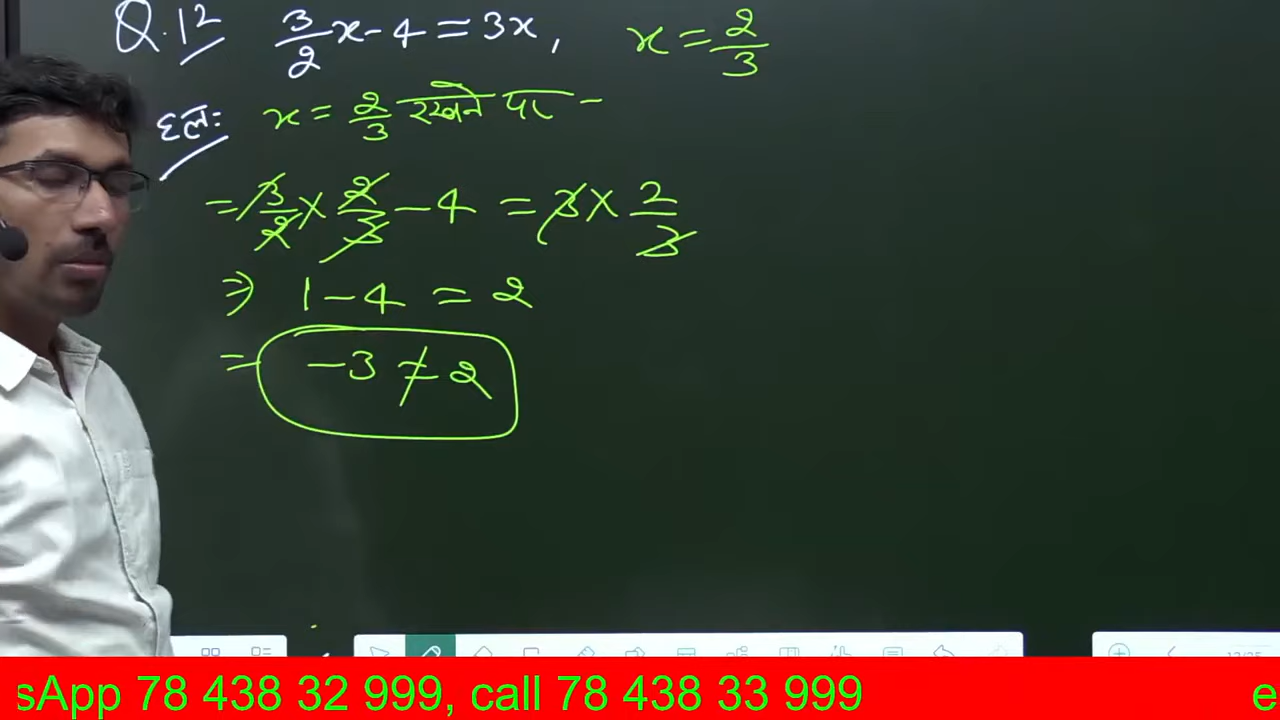 Q.1² 3/2 x - 4 = 3x, x = 2/3
हल: x = 2/3 रखने पर -
= 3/2 × 2/3 - 4 = 3 × 2/3
⇒ 1 - 4 = 2
= -3 ≠ 2
sApp 78 438 32 999, call 78 438 33 999 e